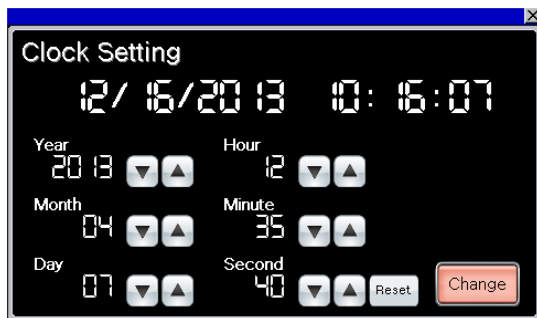 Clock Setting
12/16/2013 10:16:07
Year
2013
Hour
12
Month
04
Minute
35
Day
07
Second
40
Reset
Change